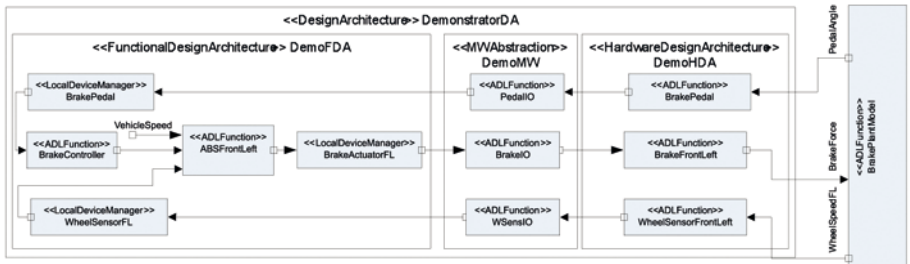 <<DesignArchitecture>> DemonstratorDA
<<FunctionalDesignArchitecture>> DemoFDA
<<MWAbstraction>>
DemoMW
<<HardwareDesignArchitecture>>
DemoHDA
<<LocalDeviceManager>>
BrakePedal
<<ADLFunction>>
PedalIO
<<ADLFunction>>
BrakePedal
VehicleSpeed
<<ADLFunction>>
BrakeController
<<ADLFunction>>
ABSFrontLeft
<<LocalDeviceManager>>
BrakeActuatorFL
<<ADLFunction>>
BrakeIO
<<ADLFunction>>
BrakeFrontLeft
<<LocalDeviceManager>>
WheelSensorFL
<<ADLFunction>>
WSensIO
<<ADLFunction>>
WheelSensorFrontLeft
PedalAngle
BrakeForce
WheelSpeedFL
<<ADLFunction>>
BrakePlantModel